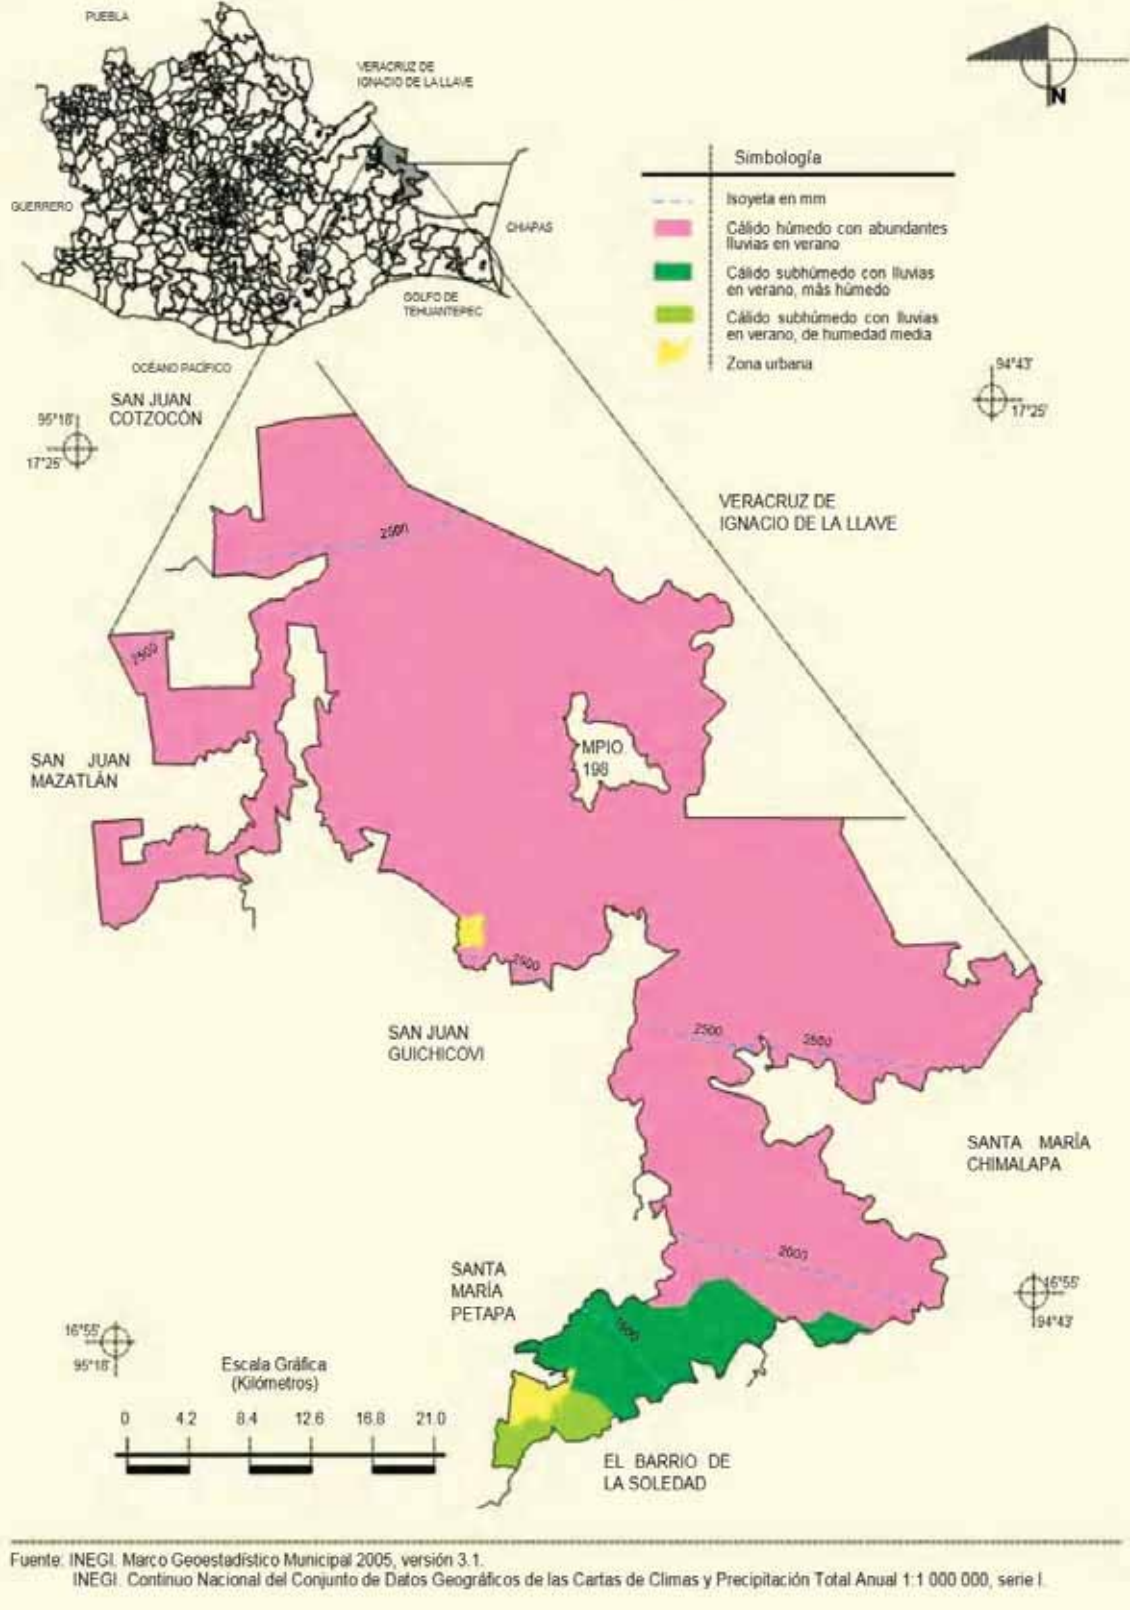 PUEBLA
VERACRUZ DE
IGNACIO DE LA LLAVE
GUERRERO
CHIAPAS
GOLFO DE
TEHUANTEPEC
OCÉANO PACÍFICO
N
Simbología
Isoyeta en mm
Cálido húmedo con abundantes
lluvias en verano
Cálido subhúmedo con lluvias
en verano, más húmedo
Cálido subhúmedo con lluvias
en verano, de humedad media
Zona urbana
94°43'
17°25'
SAN JUAN
COTZOCÓN
95°18'
17°25'
VERACRUZ DE
IGNACIO DE LA LLAVE
2500
2500
SAN JUAN
MAZATLÁN
MPIO.
198
2500
SAN JUAN
GUICHICOVI
2500
2500
SANTA MARÍA
CHIMALAPA
2000
SANTA
MARÍA
PETAPA
16°55'
94°43'
16°55'
95°18'
Escala Gráfica
(Kilómetros)
0 4.2 8.4 12.6 16.8 21.0
EL BARRIO DE
LA SOLEDAD
Fuente: INEGI. Marco Geoestadístico Municipal 2005, versión 3.1.
INEGI. Continuo Nacional del Conjunto de Datos Geográficos de las Cartas de Climas y Precipitación Total Anual 1:1 000 000, serie I.